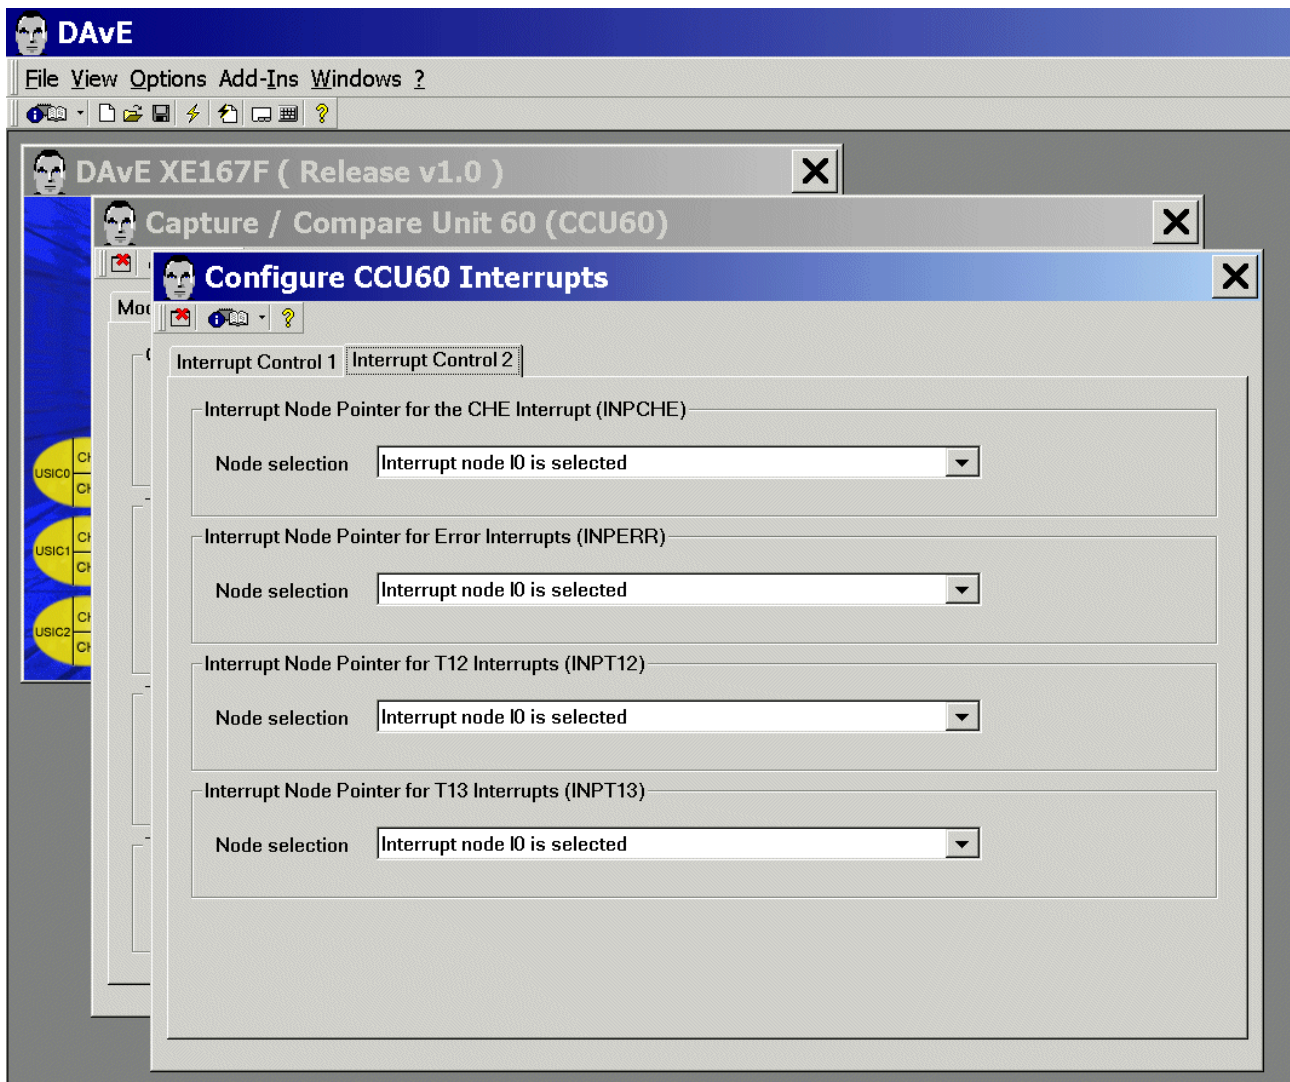 DAvE
File View Options Add-Ins Windows ?
DAvE XE167F ( Release v1.0 )
Capture / Compare Unit 60 (CCU60)
Configure CCU60 Interrupts
Interrupt Control 1 Interrupt Control 2
Interrupt Node Pointer for the CHE Interrupt (INPCHE)
Node selection Interrupt node I0 is selected
USIC0
Interrupt Node Pointer for Error Interrupts (INPERR)
USIC1
Node selection Interrupt node I0 is selected
USIC2
Interrupt Node Pointer for T12 Interrupts (INPT12)
Node selection Interrupt node I0 is selected
Interrupt Node Pointer for T13 Interrupts (INPT13)
Node selection Interrupt node I0 is selected